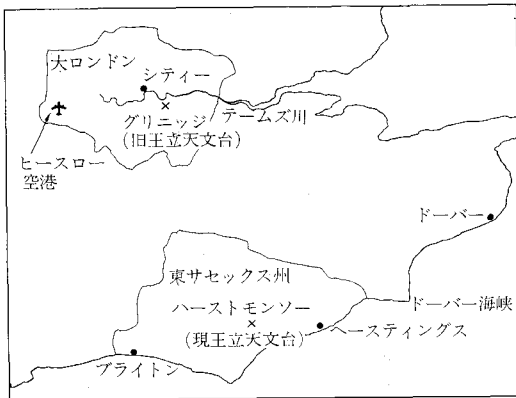 大ロンドン
シティー
グリニッジ
(旧王立天文台)
テームズ川
ヒースロー
空港
ドーバー
東サセックス州
ハーストモンソー
(現王立天文台)
ドーバー海峡
ヘースティングス
ブライトン